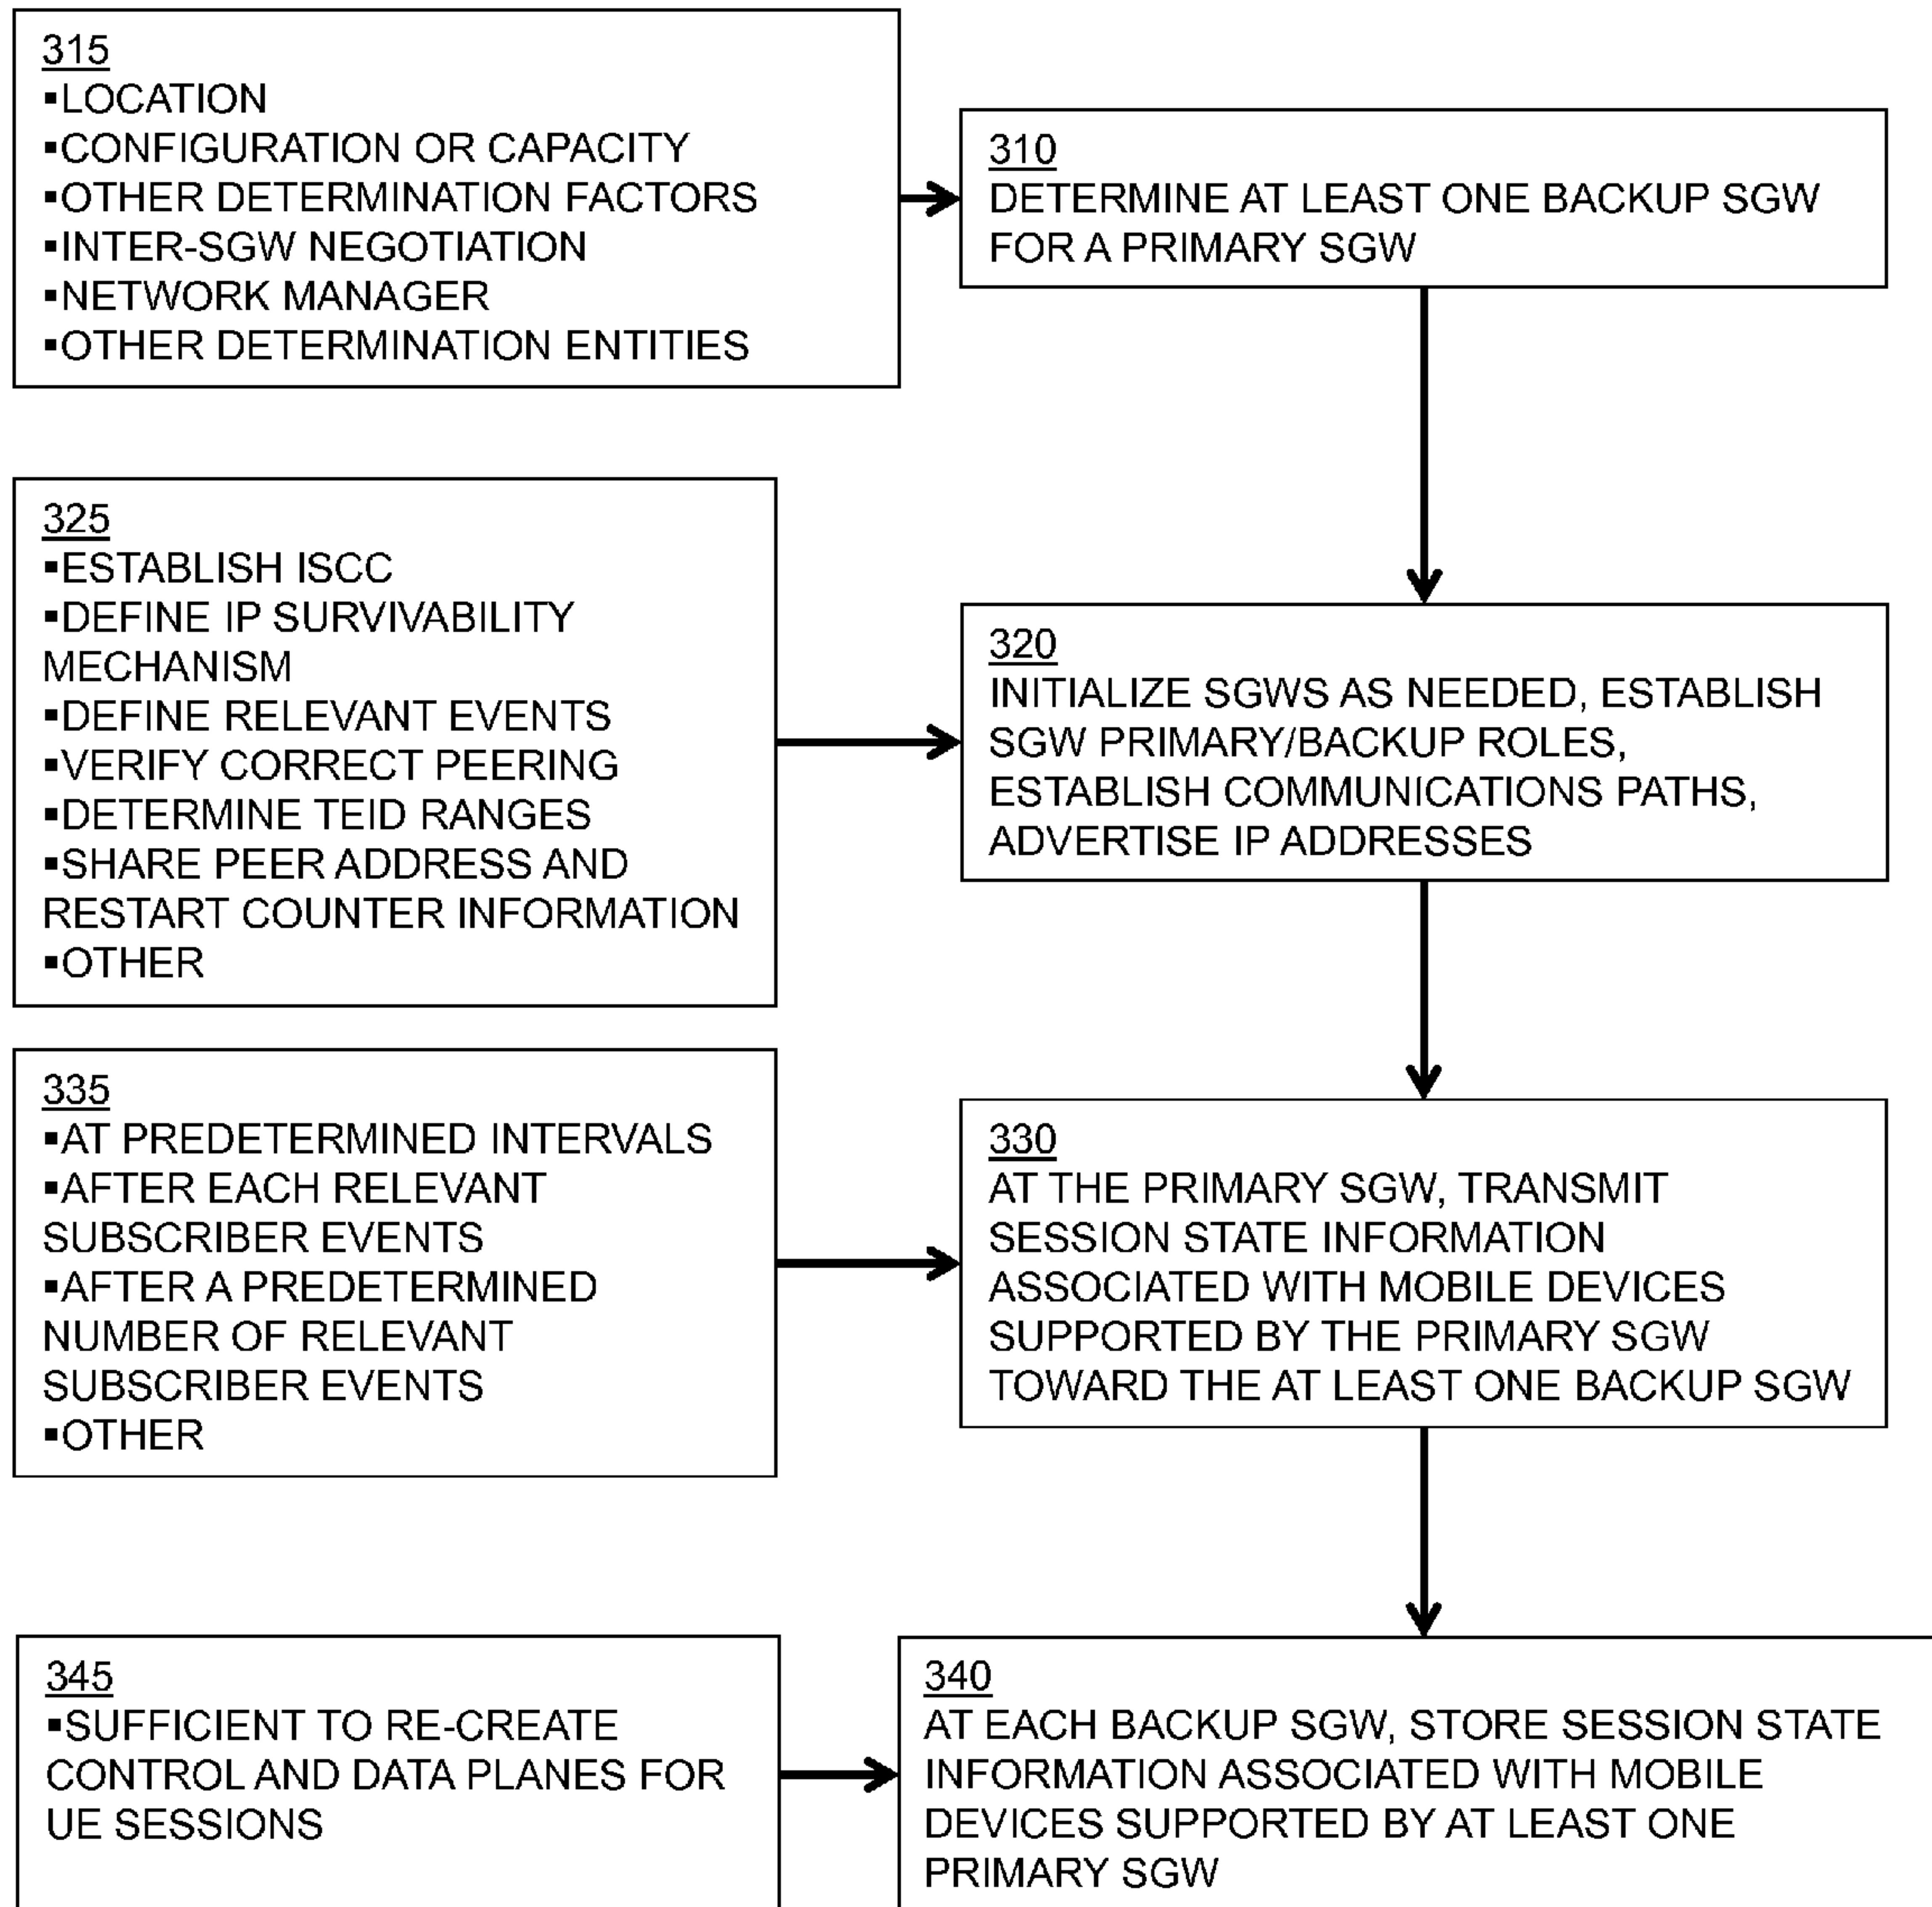 315
▪LOCATION
▪CONFIGURATION OR CAPACITY
▪OTHER DETERMINATION FACTORS
▪INTER-SGW NEGOTIATION
▪NETWORK MANAGER
▪OTHER DETERMINATION ENTITIES
310
DETERMINE AT LEAST ONE BACKUP SGW
FOR A PRIMARY SGW
325
▪ESTABLISH ISCC
▪DEFINE IP SURVIVABILITY
MECHANISM
▪DEFINE RELEVANT EVENTS
▪VERIFY CORRECT PEERING
▪DETERMINE TEID RANGES
▪SHARE PEER ADDRESS AND
RESTART COUNTER INFORMATION
▪OTHER
320
INITIALIZE SGWS AS NEEDED, ESTABLISH
SGW PRIMARY/BACKUP ROLES,
ESTABLISH COMMUNICATIONS PATHS,
ADVERTISE IP ADDRESSES
335
▪AT PREDETERMINED INTERVALS
▪AFTER EACH RELEVANT
SUBSCRIBER EVENTS
▪AFTER A PREDETERMINED
NUMBER OF RELEVANT
SUBSCRIBER EVENTS
▪OTHER
330
AT THE PRIMARY SGW, TRANSMIT
SESSION STATE INFORMATION
ASSOCIATED WITH MOBILE DEVICES
SUPPORTED BY THE PRIMARY SGW
TOWARD THE AT LEAST ONE BACKUP SGW
345
▪SUFFICIENT TO RE-CREATE
CONTROL AND DATA PLANES FOR
UE SESSIONS
340
AT EACH BACKUP SGW, STORE SESSION STATE
INFORMATION ASSOCIATED WITH MOBILE
DEVICES SUPPORTED BY AT LEAST ONE
PRIMARY SGW